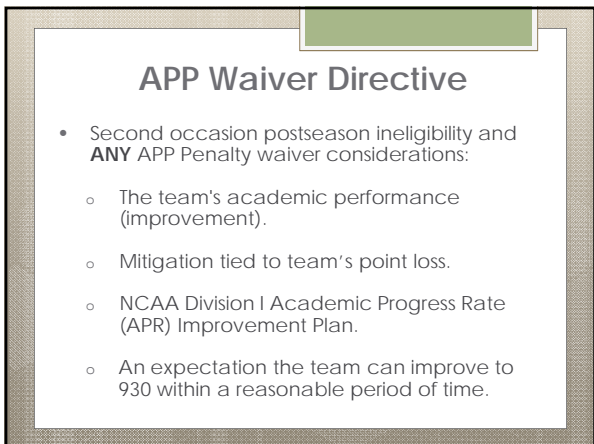 APP Waiver Directive
• Second occasion postseason ineligibility and
ANY APP Penalty waiver considerations:
o The team's academic performance
(improvement).
o Mitigation tied to team’s point loss.
o NCAA Division I Academic Progress Rate
(APR) Improvement Plan.
o An expectation the team can improve to
930 within a reasonable period of time.